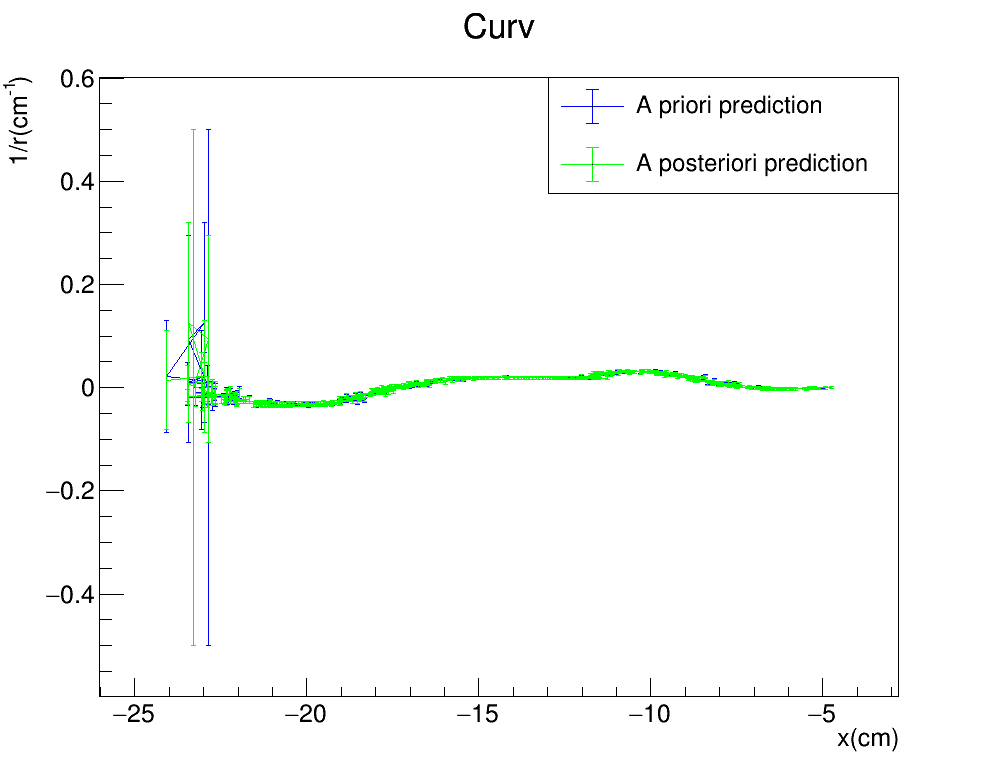 Curv
1/r(cm⁻¹)
A priori prediction
A posteriori prediction
0.6
0.4
0.2
0
−0.2
−0.4
−25 −20 −15 −10 −5
x(cm)